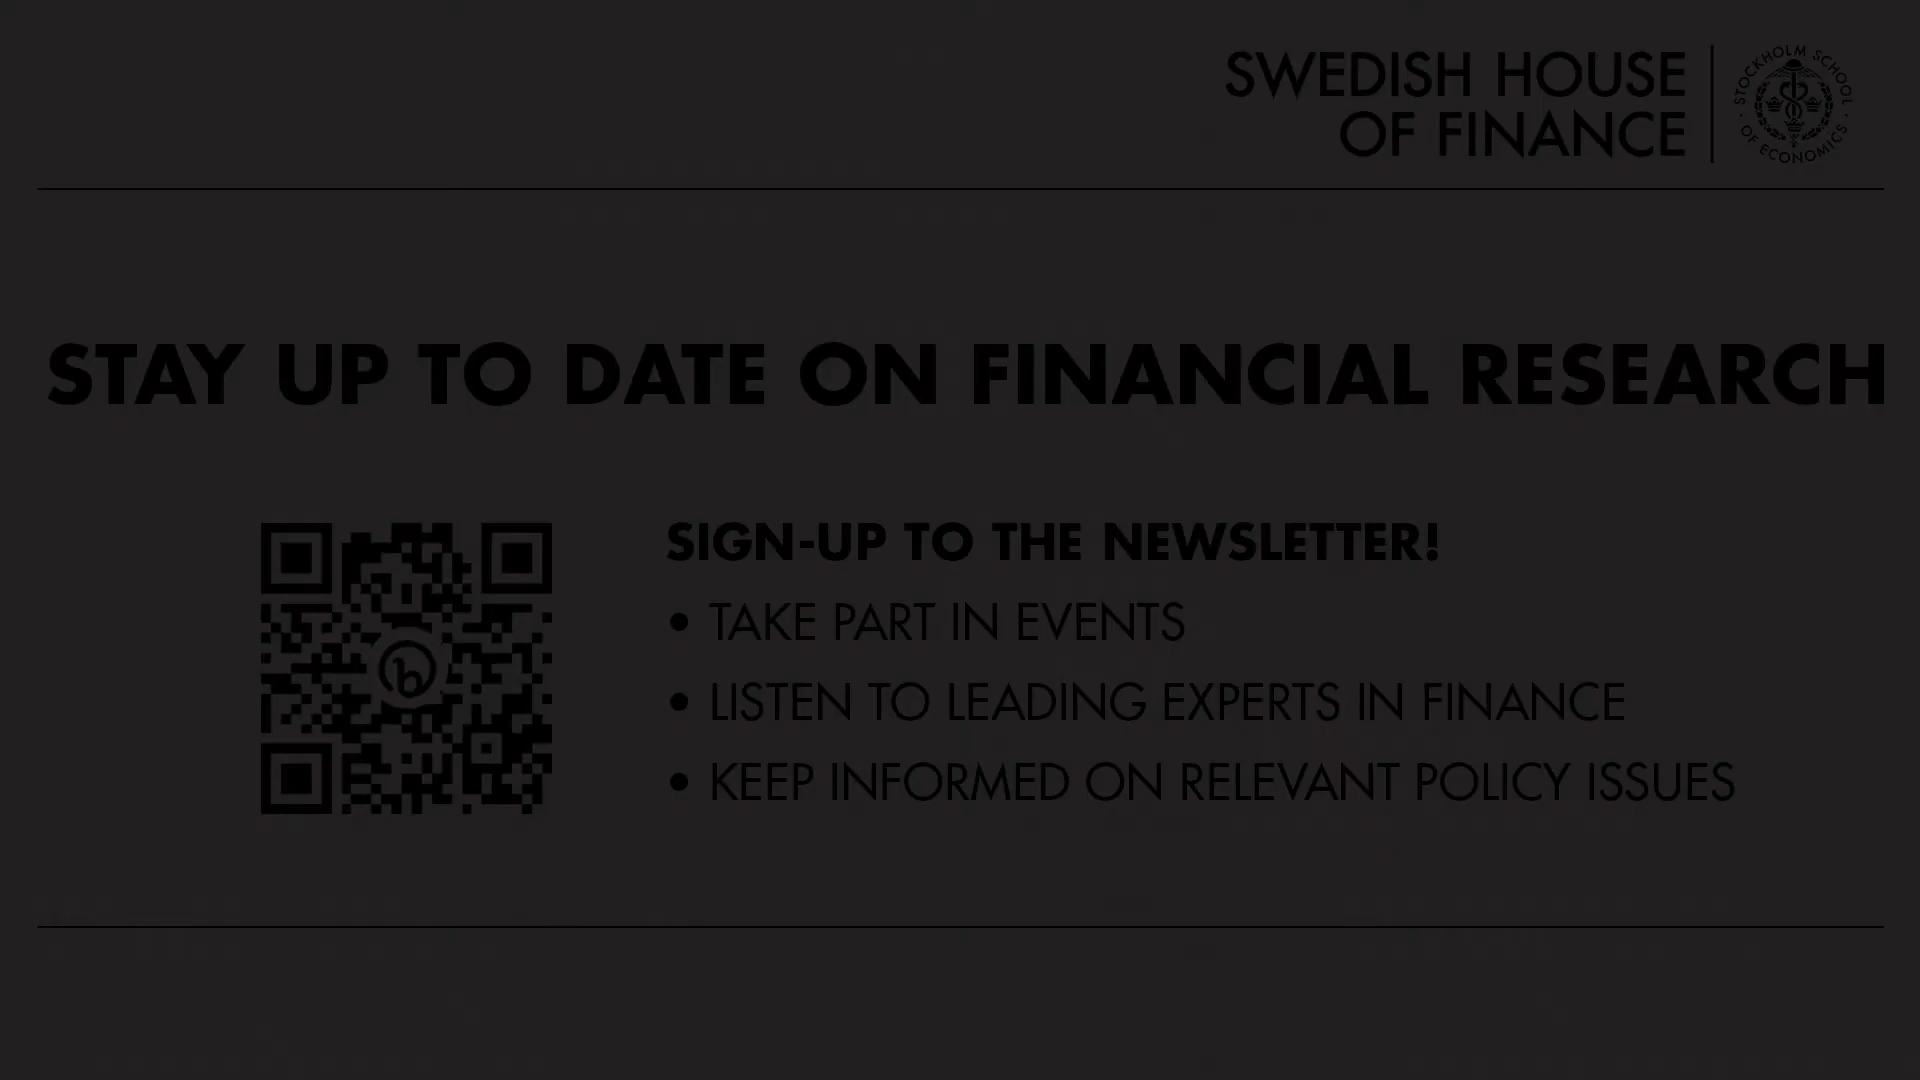 SWEDISH HOUSE
OF FINANCE
STOCKHOLM SCHOOL
· OF ECONOMICS ·
STAY UP TO DATE ON FINANCIAL RESEARCH
SIGN-UP TO THE NEWSLETTER!
• TAKE PART IN EVENTS
• LISTEN TO LEADING EXPERTS IN FINANCE
• KEEP INFORMED ON RELEVANT POLICY ISSUES
b